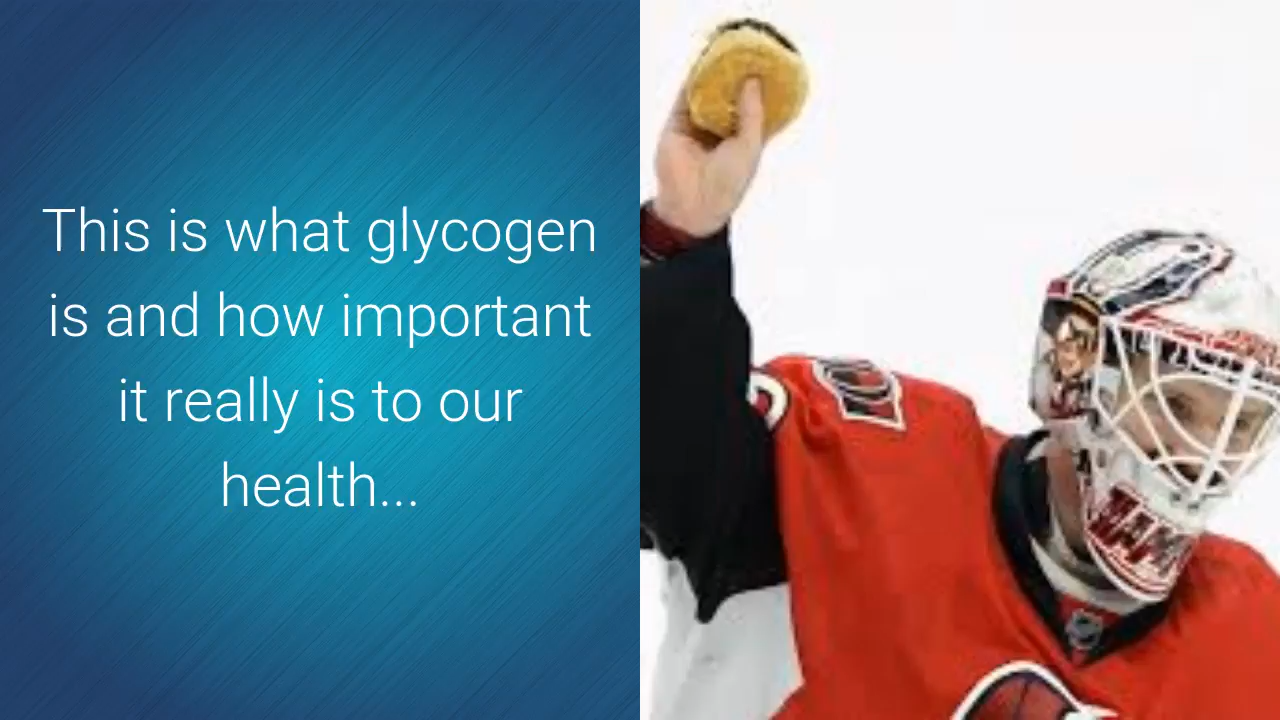 This is what glycogen
is and how important
it really is to our
health...